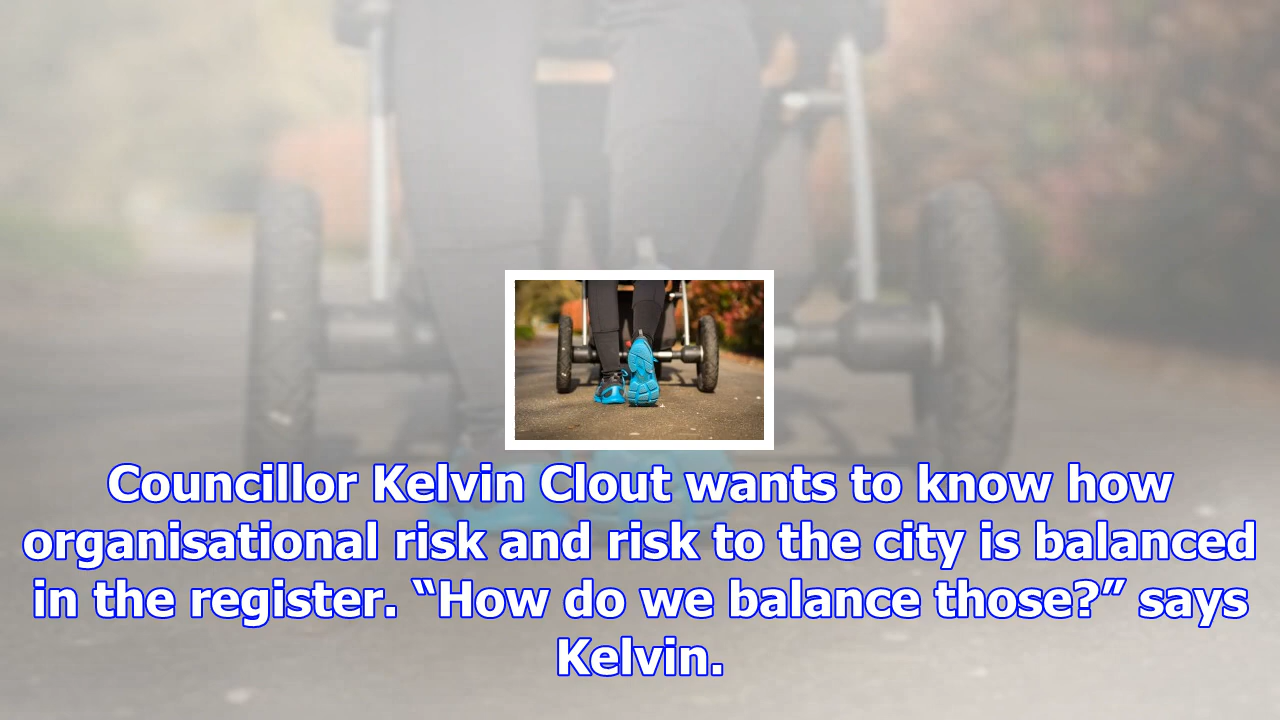 Councillor Kelvin Clout wants to know how
organisational risk and risk to the city is balanced
in the register. “How do we balance those?” says
Kelvin.